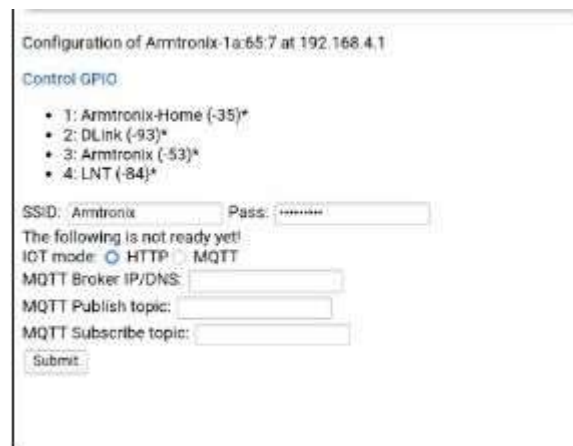 Configuration of Armtronix-1a:65:7 at 192.168.4.1
Control GPIO
• 1: Armtronix-Home (-35)*
• 2: DLink (-93)*
• 3: Armtronix (-53)*
• 4: LNT (-84)*
SSID: Armtronix Pass: •••••••••
The following is not ready yet!
IOT mode: HTTP MQTT
MQTT Broker IP/DNS:
MQTT Publish topic:
MQTT Subscribe topic:
Submit